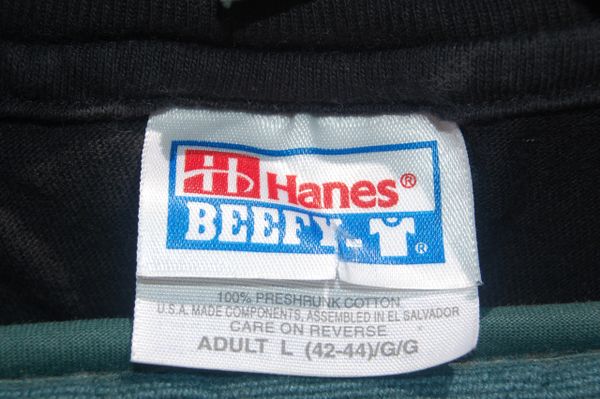 Hanes®
BEEFY-
®
100% PRESHRUNK COTTON
U.S.A. MADE COMPONENTS, ASSEMBLED IN EL SALVADOR
CARE ON REVERSE
ADULT L (42-44)/G/G